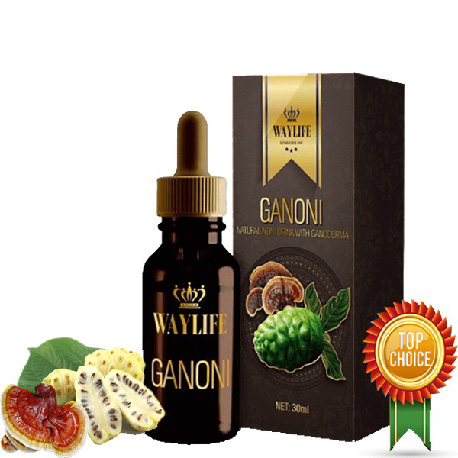 WAYLIFE
GANONI
NATURAL NONI DRINK WITH GANODERMA
NET: 30ml
WAYLIFE
GANONI
TOP
CHOICE